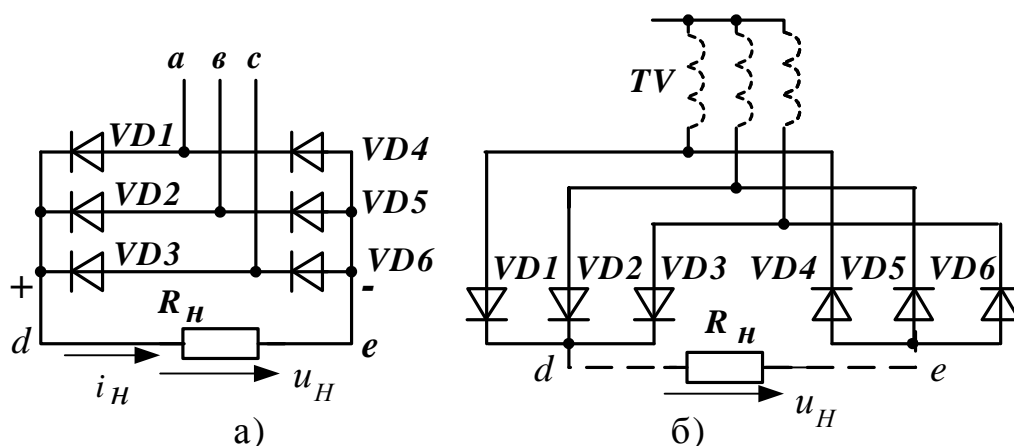 а в с
VD1 VD4
VD2 VD5
VD3 VD6
+ -
R н
d e
i н u н
а)
TV
VD1 VD2 VD3 VD4 VD5 VD6
R н
d e
u н
б)